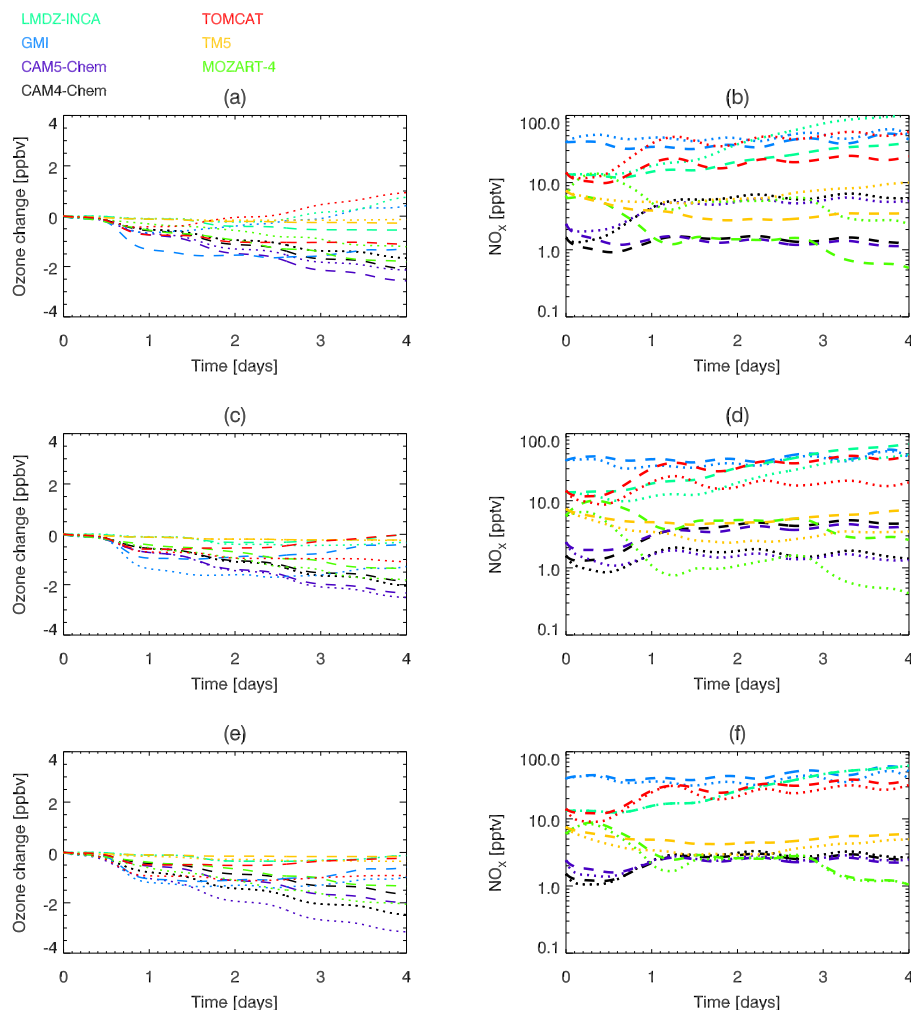 LMDZ-INCA
TOMCAT
GMI
TM5
CAM5-Chem
MOZART-4
CAM4-Chem
(a)
(b)
4
2
0
-2
-4
Ozone change [ppbv]
0 1 2 3 4
Time [days]
100.0
10.0
1.0
0.1
NOX [pptv]
0 1 2 3 4
Time [days]
(c)
(d)
4
2
0
-2
-4
Ozone change [ppbv]
0 1 2 3 4
Time [days]
100.0
10.0
1.0
0.1
NOX [pptv]
0 1 2 3 4
Time [days]
(e)
(f)
4
2
0
-2
-4
Ozone change [ppbv]
0 1 2 3 4
Time [days]
100.0
10.0
1.0
0.1
NOX [pptv]
0 1 2 3 4
Time [days]